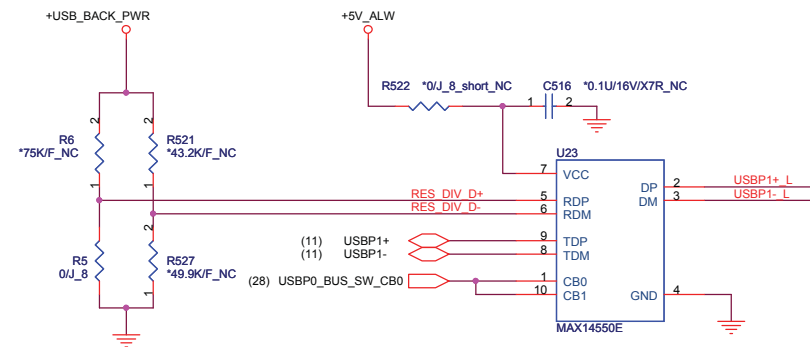 +USB_BACK_PWR
+5V_ALW
R522 *0/J_8_short_NC
C516 *0.1U/16V/X7R_NC
1 2
2 2
R6
*75K/F_NC
R521
*43.2K/F_NC
1 1
U23
7 VCC
RES_DIV_D+ 5 RDP
RES_DIV_D- 6 RDM
DP 2 USBP1+_L
DM 3 USBP1-_L
2
(11) USBP1+ 9 TDP
(11) USBP1- 8 TDM
R5
0/J_8
R527
*49.9K/F_NC
1
(28) USBP0_BUS_SW_CB0 1 CB0
10 CB1
GND 4
MAX14550E